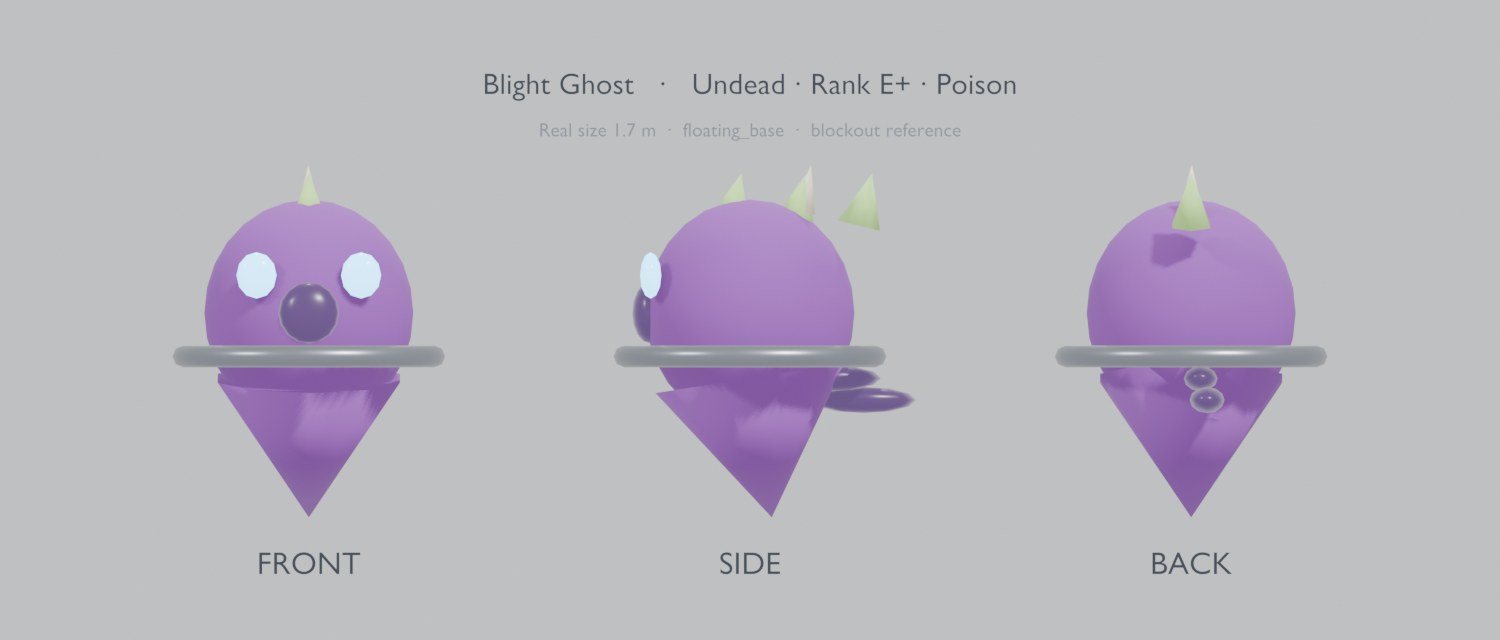 Blight Ghost · Undead · Rank E+ · Poison
Real size 1.7 m · floating_base · blockout reference
FRONT SIDE BACK